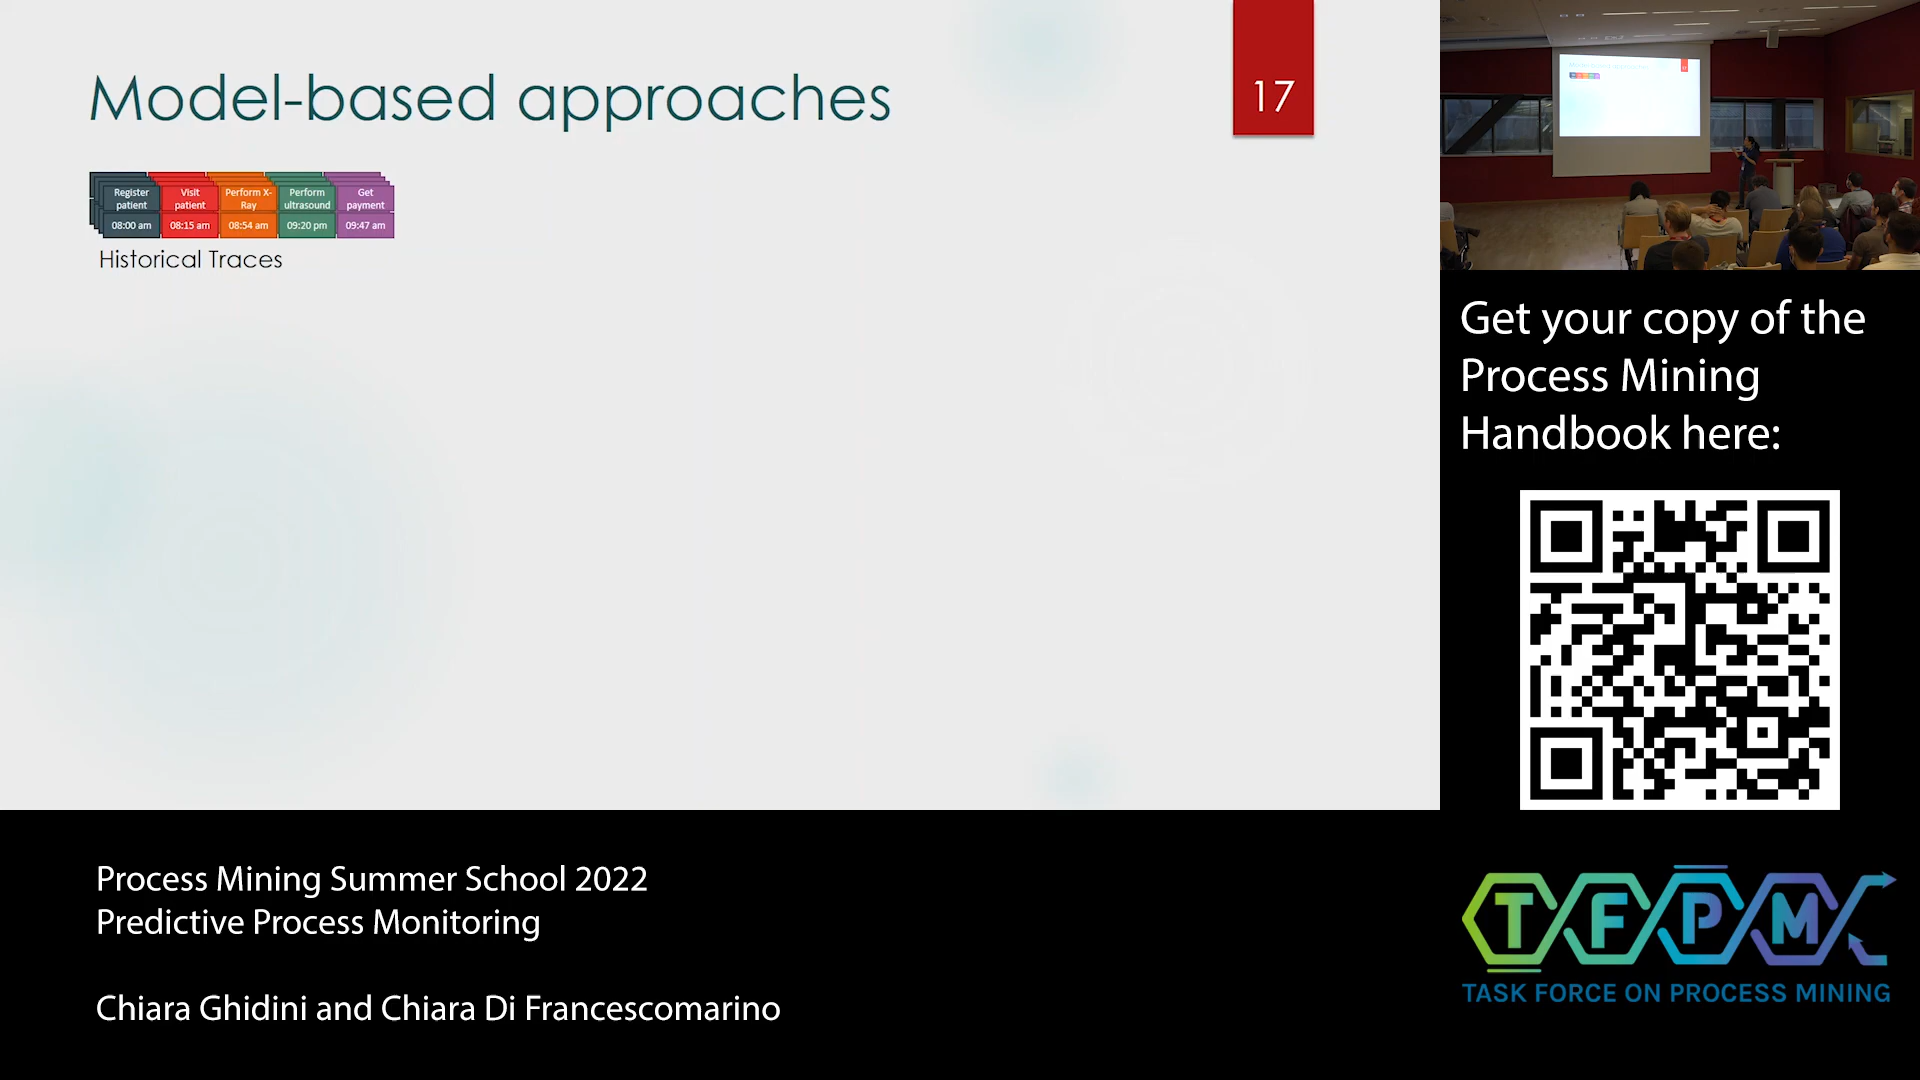 Model-based approaches
17
Register patient
Visit patient
Perform X-Ray
Perform ultrasound
Get payment
08:00 am
08:15 am
08:54 am
09:20 pm
09:47 am
Historical Traces
Get your copy of the
Process Mining
Handbook here:
Process Mining Summer School 2022
Predictive Process Monitoring
Chiara Ghidini and Chiara Di Francescomarino
TFPM
TASK FORCE ON PROCESS MINING